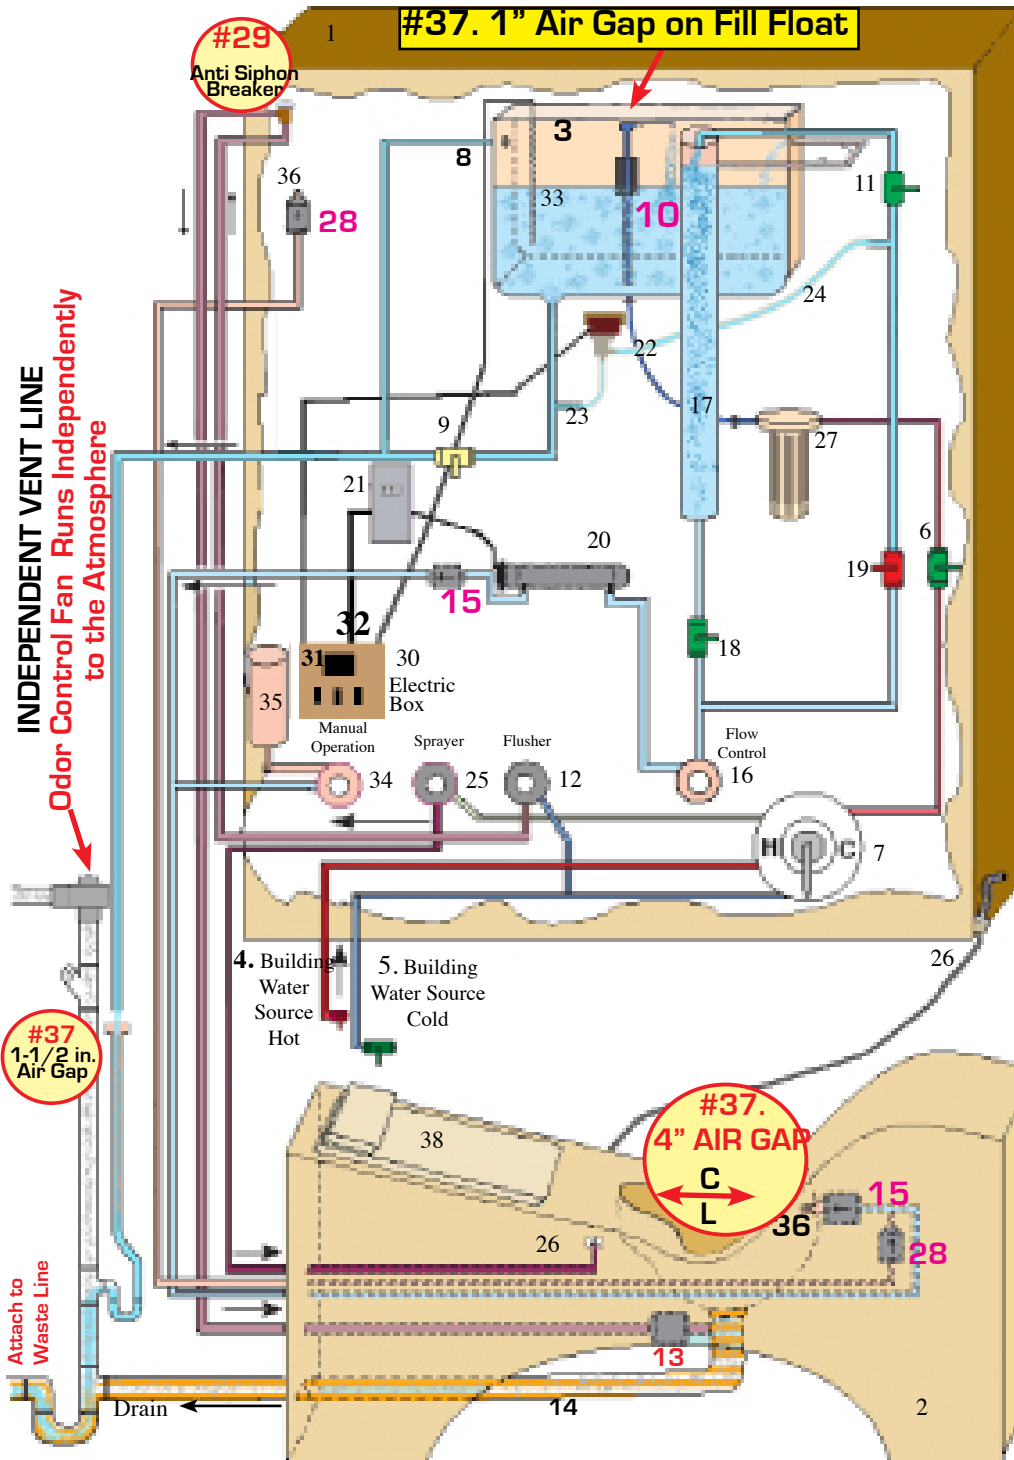 #37. 1” Air Gap on Fill Float
1
#29
Anti Siphon
Breaker
3
8
36
28
33
10
11
24
22
23
17
27
9
21
20
6
19
15
32
18
31
30
Electric
Box
35
Manual
Operation
Sprayer
Flusher
Flow
Control
34
25
12
16
H
C
7
INDEPENDENT VENT LINE
Odor Control Fan Runs Independently
to the Atmosphere
4. Building
Water
Source
Hot
5. Building
Water Source
Cold
26
#37
1-1/2 in.
Air Gap
38
#37.
4” AIR GAP
C
L
36
15
28
26
13
14
2
Attach to
Waste Line
Drain